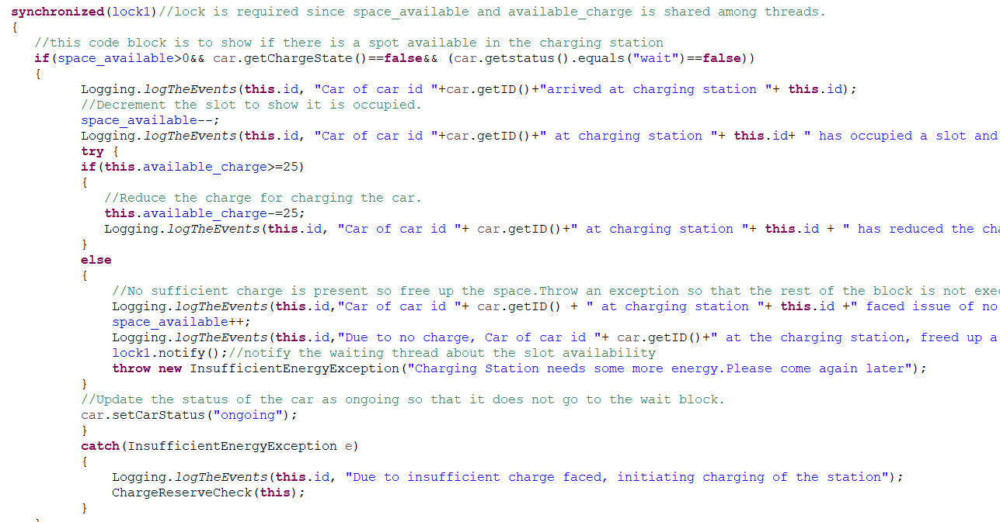 synchronized(lock1)//lock is required since space_available and available_charge is shared among threads.
{
//this code block is to show if there is a spot available in the charging station
if(space_available>0&& car.getChargeState()==false&& (car.getstatus().equals("wait")==false))
{
Logging.logTheEvents(this.id, "Car of car id "+car.getID()+"arrived at charging station "+ this.id);
//Decrement the slot to show it is occupied.
space_available--;
Logging.logTheEvents(this.id, "Car of car id "+car.getID()+" at charging station "+ this.id+ " has occupied a slot and
try {
if(this.available_charge>=25)
{
//Reduce the charge for charging the car.
this.available_charge-=25;
Logging.logTheEvents(this.id, "Car of car id "+ car.getID()+" at charging station "+ this.id + " has reduced the cha
}
else
{
//No sufficient charge is present so free up the space.Throw an exception so that the rest of the block is not exe
Logging.logTheEvents(this.id,"Car of car id "+ car.getID() + " at charging station "+ this.id +" faced issue of no
space_available++;
Logging.logTheEvents(this.id,"Due to no charge, Car of car id "+ car.getID()+" at the charging station, freed up a
lock1.notify();//notify the waiting thread about the slot availability
throw new InsufficientEnergyException("Charging Station needs some more energy.Please come again later");
}
//Update the status of the car as ongoing so that it does not go to the wait block.
car.setCarStatus("ongoing");
}
catch(InsufficientEnergyException e)
{
Logging.logTheEvents(this.id, "Due to insufficient charge faced, initiating charging of the station");
ChargeReserveCheck(this);
}